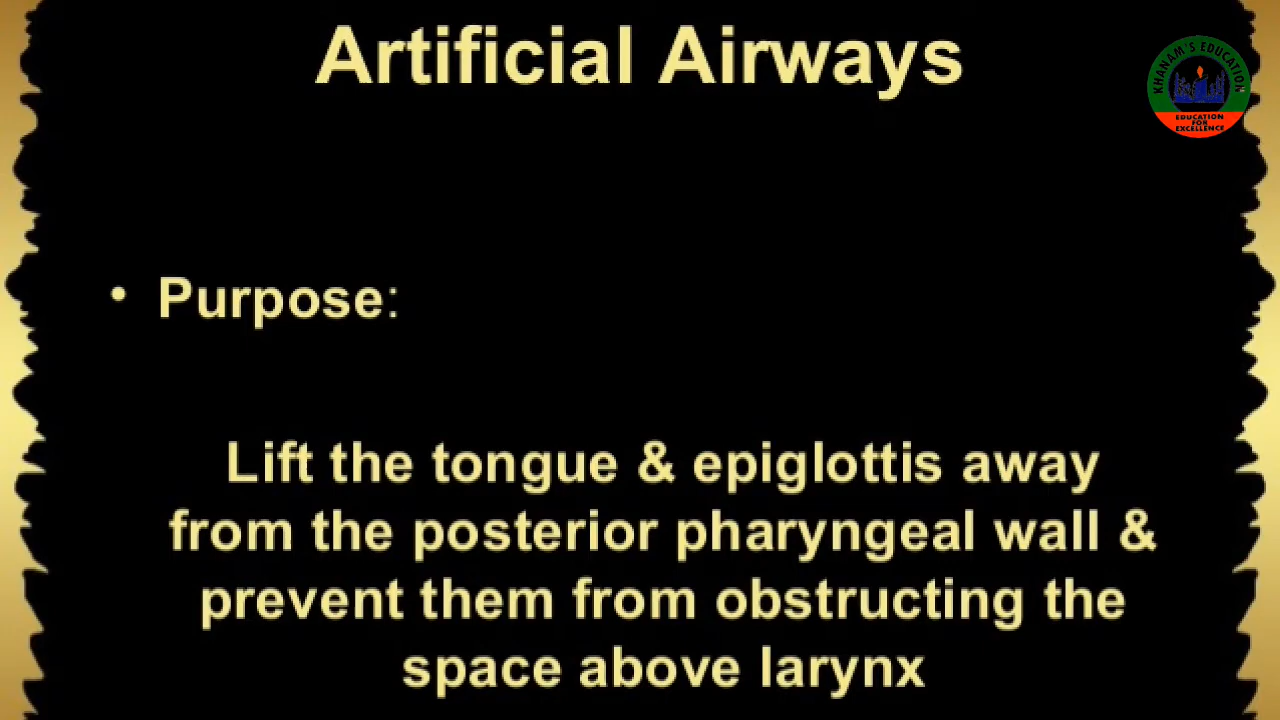 Artificial Airways
KHANAM'S EDUCATION
EDUCATION
FOR
EXCELLENCE
• Purpose:
Lift the tongue & epiglottis away
from the posterior pharyngeal wall &
prevent them from obstructing the
space above larynx